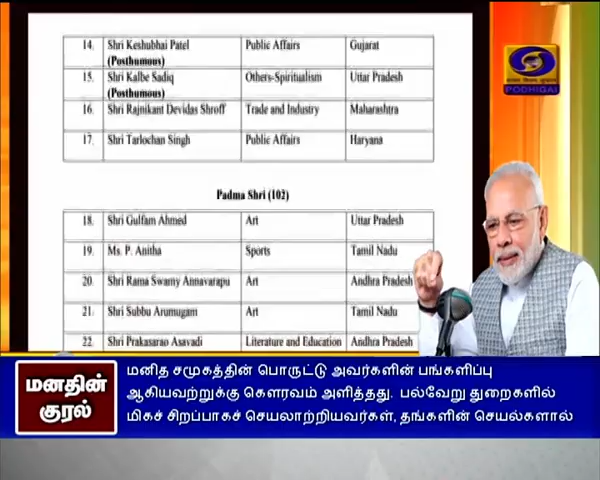 14. Shri Keshubhai Patel Public Affairs Gujarat
(Posthumous)
15. Shri Kalbe Sadiq Others-Spiritualism Uttar Pradesh
(Posthumous)
16. Shri Rajnikant Devidas Shroff Trade and Industry Maharashtra
17. Shri Tarlochan Singh Public Affairs Haryana
Padma Shri (102)
18. Shri Gulfam Ahmed Art Uttar Pradesh
19. Ms. P. Anitha Sports Tamil Nadu
20. Shri Rama Swamy Annavarapu Art Andhra Pradesh
21. Shri Subbu Arumugam Art Tamil Nadu
22. Shri Prakasarao Asavadi Literature and Education Andhra Pradesh
PODHIGAI
மனதின்
குரல்
மனித சமுகத்தின் பொருட்டு அவர்களின் பங்களிப்பு
ஆகியவற்றுக்கு கௌரவம் அளித்தது. பல்வேறு துறைகளில்
மிகச் சிறப்பாகச் செயலாற்றியவர்கள், தங்களின் செயல்களால்